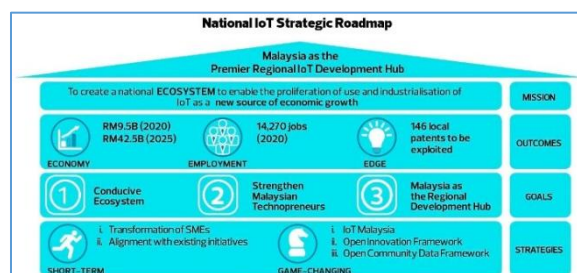 National IoT Strategic Roadmap
Malaysia as the
Premier Regional IoT Development Hub
To create a national ECOSYSTEM to enable the proliferation of use and industrialisation of
IoT as a new source of economic growth
MISSION
RM9.5B (2020)
RM42.5B (2025)
ECONOMY
14,270 jobs
(2020)
EMPLOYMENT
146 local
patents to be
exploited
EDGE
OUTCOMES
1
Conducive
Ecosystem
2
Strengthen
Malaysian
Technopreneurs
3
Malaysia as
the Regional
Development Hub
GOALS
i. Transformation of SMEs
ii. Alignment with existing initiatives
SHORT-TERM
i. IoT Malaysia
ii. Open Innovation Framework
iii. Open Community Data Framework
GAME-CHANGING
STRATEGIES